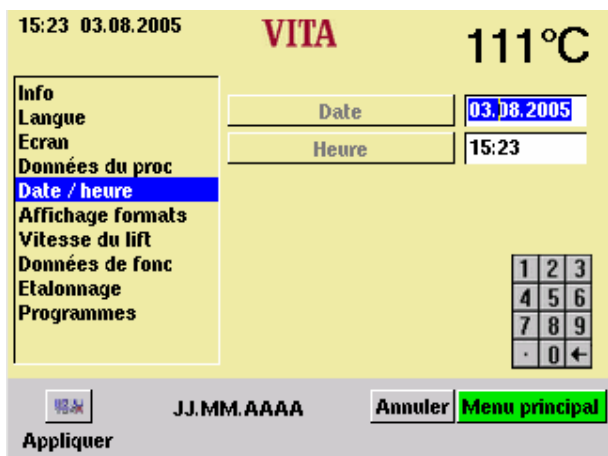 15:23 03.08.2005
VITA
111°C
Info
Langue
Ecran
Données du proc
Date / heure
Affichage formats
Vitesse du lift
Données de fonc
Etalonnage
Programmes
Date
03.08.2005
Heure
15:23
1 2 3
4 5 6
7 8 9
. 0 ←
Appliquer
JJ.MM.AAAA
Annuler
Menu principal